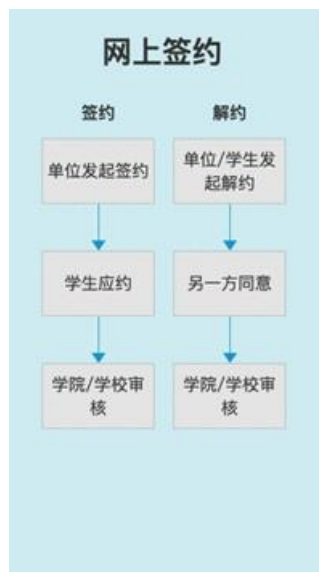 网上签约
签约
解约
单位发起签约
单位/学生发
起解约
学生应约
另一方同意
学院/学校审
核
学院/学校审
核